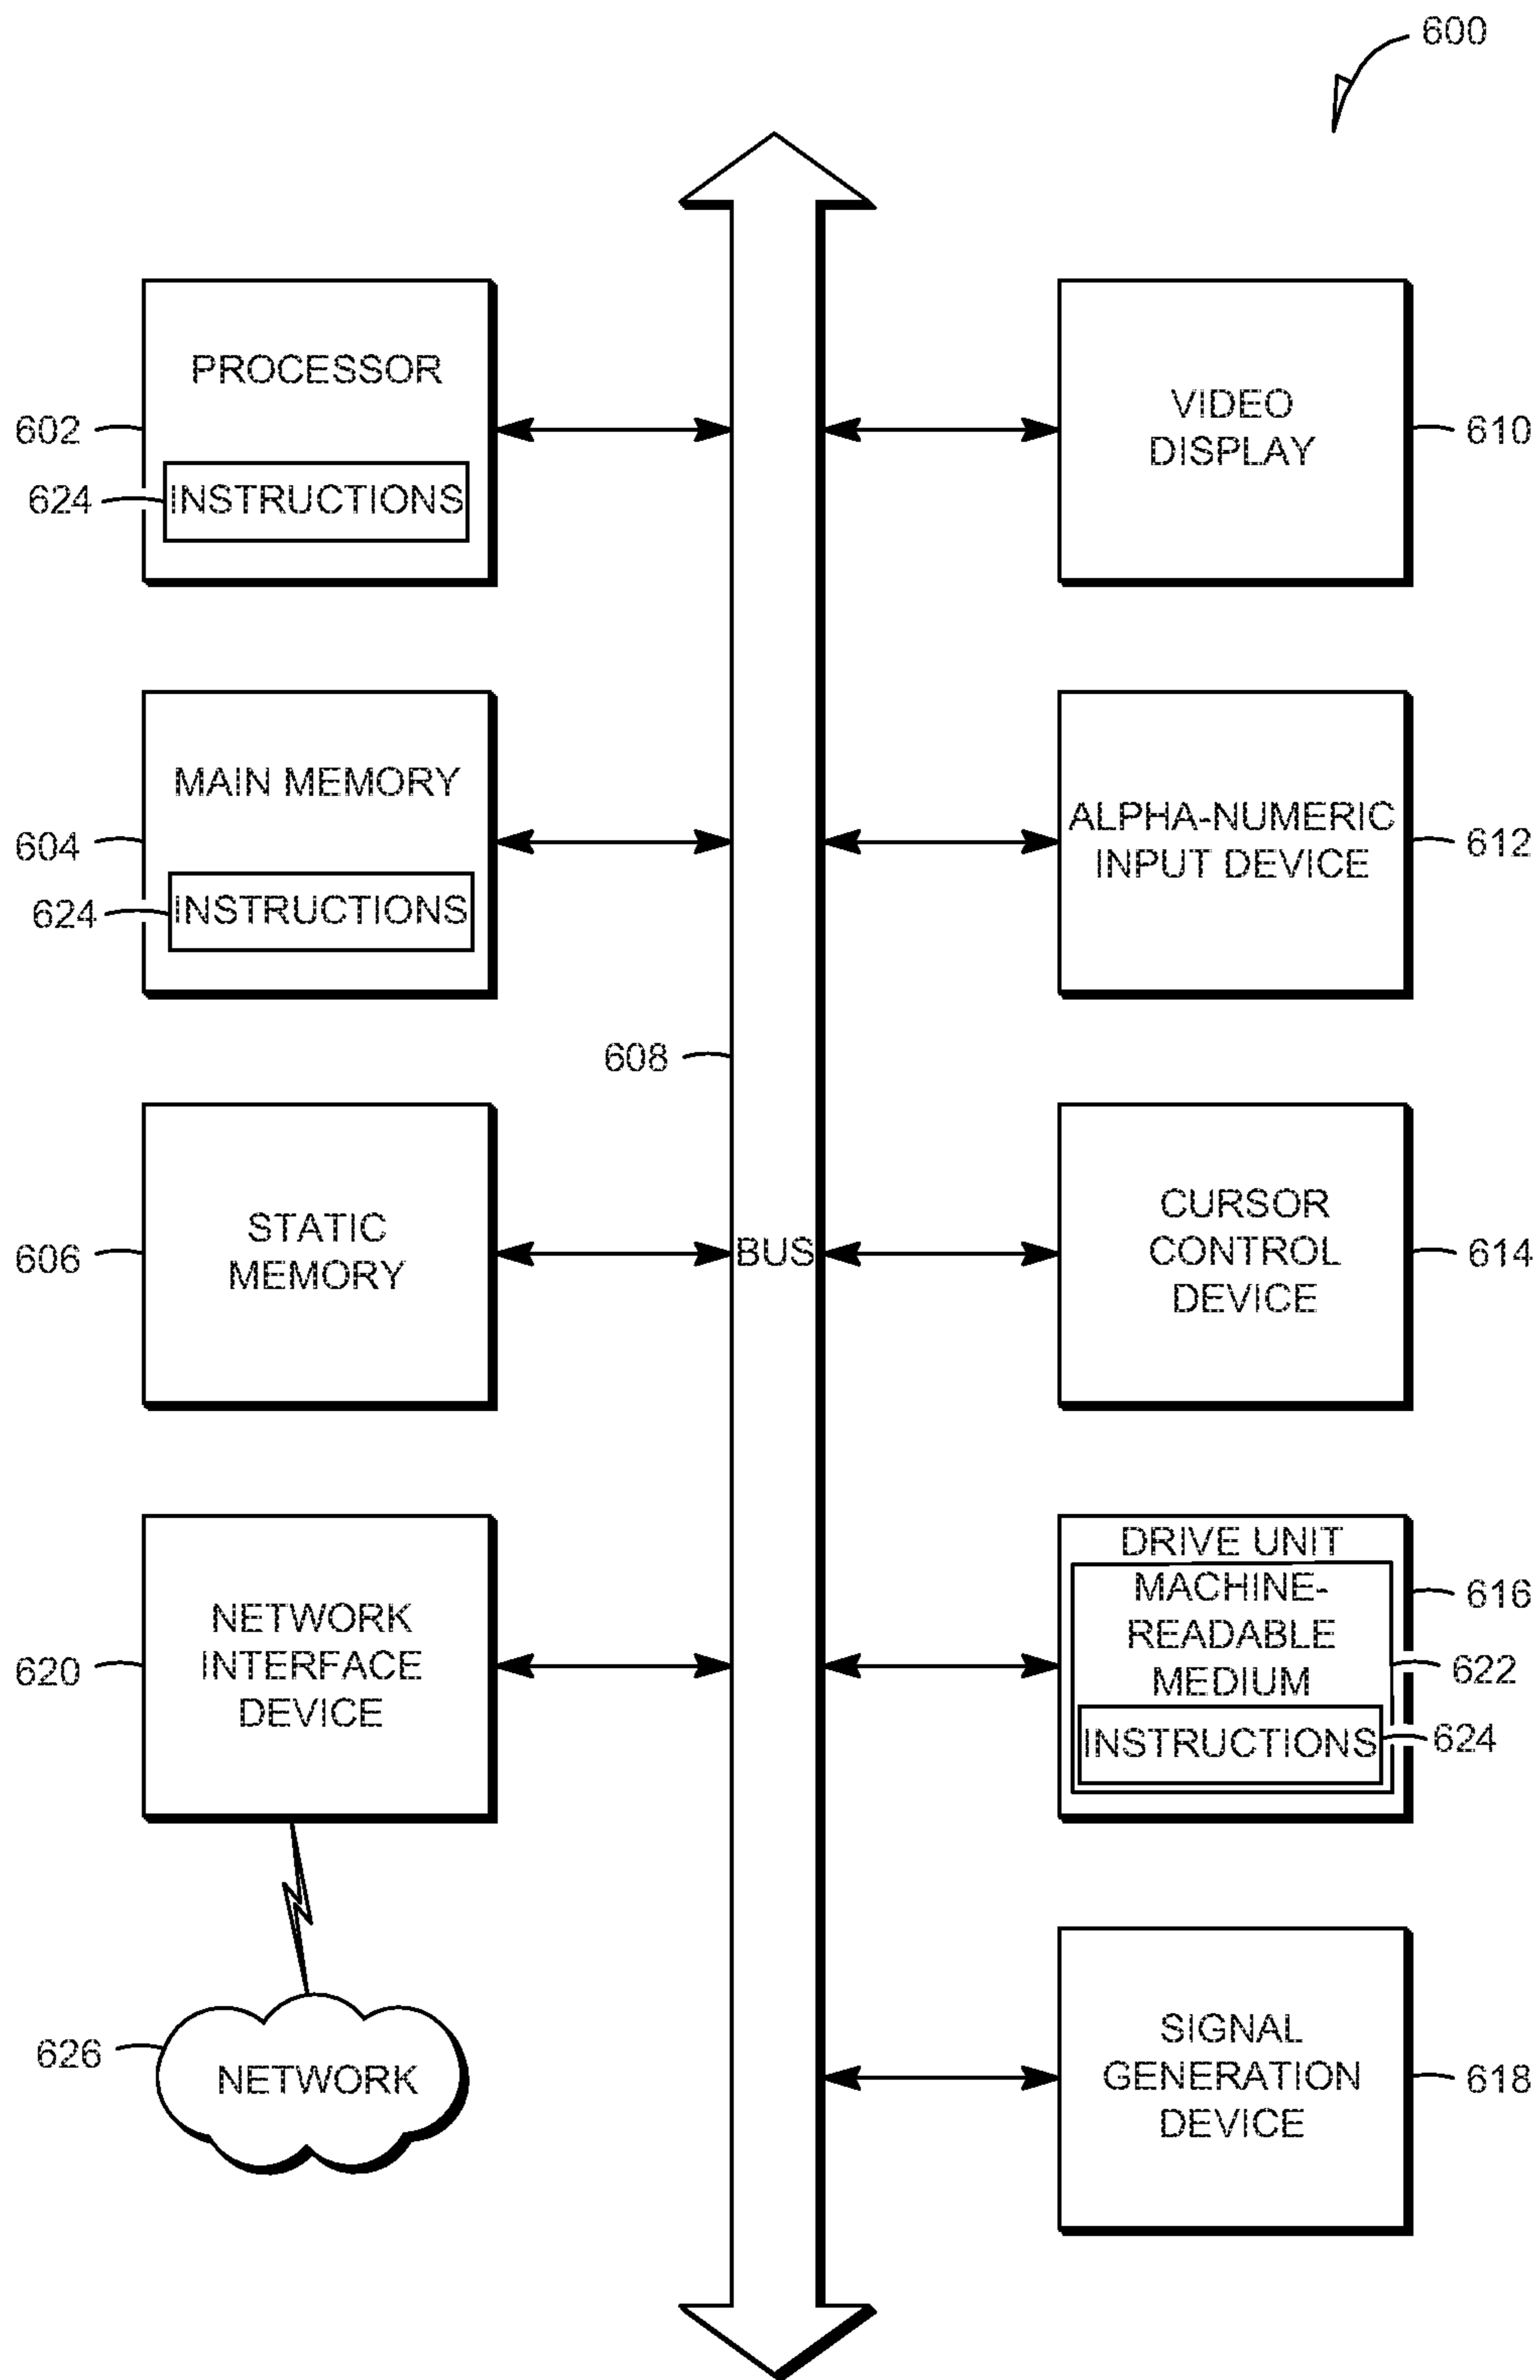 600
PROCESSOR
602
624
INSTRUCTIONS
VIDEO
DISPLAY
610
MAIN MEMORY
604
624
INSTRUCTIONS
ALPHA-NUMERIC
INPUT DEVICE
612
608
STATIC
MEMORY
606
BUS
CURSOR
CONTROL
DEVICE
614
NETWORK
INTERFACE
DEVICE
620
DRIVE UNIT
MACHINE-
READABLE
MEDIUM
616
622
INSTRUCTIONS
624
626
NETWORK
SIGNAL
GENERATION
DEVICE
618